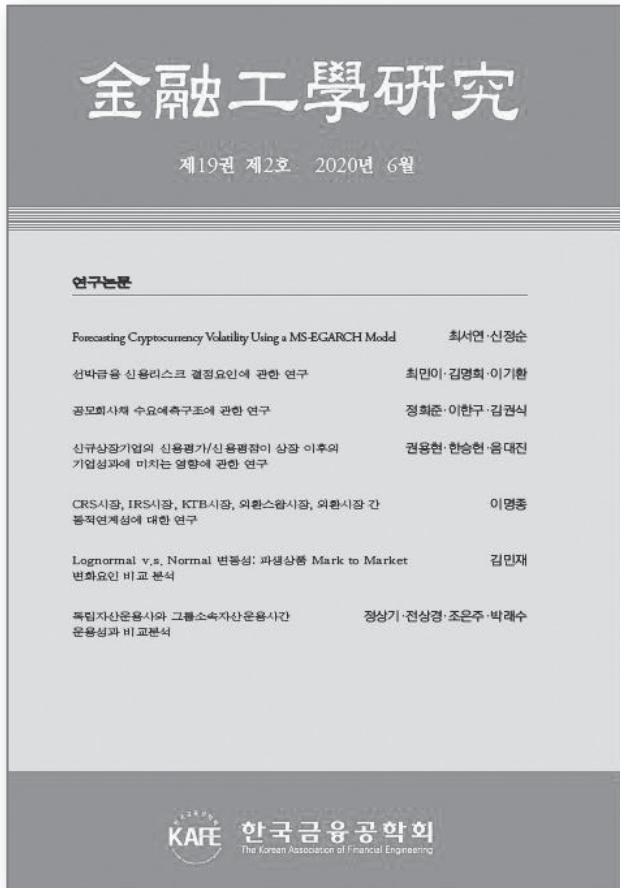 金融工學硏究
제19권 제2호 2020년 6월
연구논문
Forecasting Cryptocurrency Volatility Using a MS-EGARCH Model 최서연·신정순
선박금융 신용리스크 결정요인에 관한 연구 최민이·김명희·이기환
공모회사채 수요예측구조에 관한 연구 정희준·이한구·김권식
신규상장기업의 신용평가/신용평점이 상장 이후의 권용현·한승헌·음대진
기업성과에 미치는 영향에 관한 연구
CRS시장, IRS시장, KTB시장, 외환스왑시장, 외환시장 간 이명종
동적연계성에 대한 연구
Lognormal v.s. Normal 변동성: 파생상품 Mark to Market 김민재
변화요인 비교 분석
독립자산운용사와 그룹소속자산운용사간 정상기·전상경·조은주·박래수
운용성과 비교분석
KAFE 한국금융공학회
The Korean Association of Financial Engineering